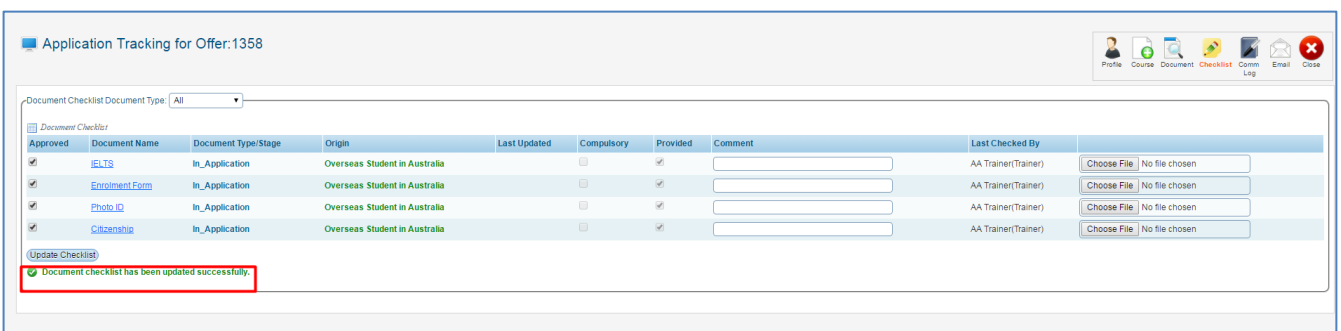 Application Tracking for Offer:1358
Profile Course Document Checklist Comm Log Email Close
Document Checklist Document Type: All
Document Checklist
Approved Document Name Document Type/Stage Origin Last Updated Compulsory Provided Comment Last Checked By
IELTS In_Application Overseas Student in Australia AA Trainer(Trainer) Choose File No file chosen
Enrolment Form In_Application Overseas Student in Australia AA Trainer(Trainer) Choose File No file chosen
Photo ID In_Application Overseas Student in Australia AA Trainer(Trainer) Choose File No file chosen
Citizenship In_Application Overseas Student in Australia AA Trainer(Trainer) Choose File No file chosen
Update Checklist
Document checklist has been updated successfully.